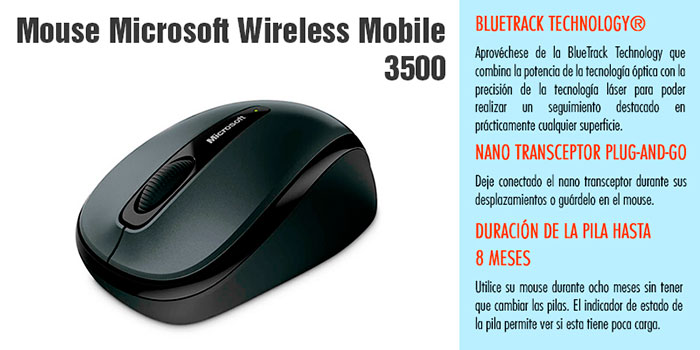 Mouse Microsoft Wireless Mobile
3500
Microsoft
BLUETRACK TECHNOLOGY®
Aprovéchese de la BlueTrack Technology que
combina la potencia de la tecnología óptica con la
precisión de la tecnología láser para poder
realizar un seguimiento destacado en
prácticamente cualquier superficie.
NANO TRANSCEPTOR PLUG-AND-GO
Deje conectado el nano transceptor durante sus
desplazamientos o guárdelo en el mouse.
DURACIÓN DE LA PILA HASTA
8 MESES
Utilice su mouse durante ocho meses sin tener
que cambiar las pilas. El indicador de estado de
la pila permite ver si esta tiene poca carga.